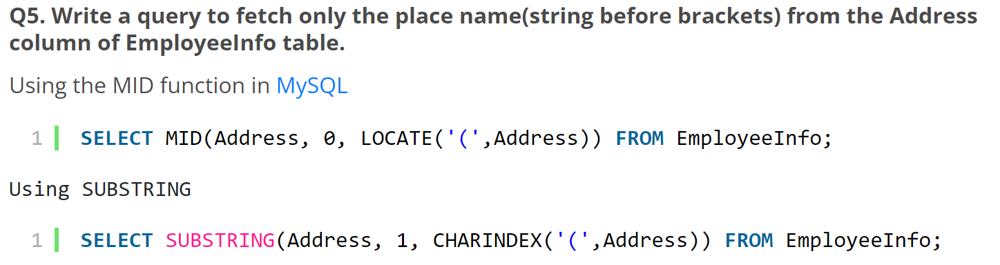 Q5. Write a query to fetch only the place name(string before brackets) from the Address
column of EmployeeInfo table.
Using the MID function in MySQL
1 SELECT MID(Address, 0, LOCATE('(',Address)) FROM EmployeeInfo;
Using SUBSTRING
1 SELECT SUBSTRING(Address, 1, CHARINDEX('(',Address)) FROM EmployeeInfo;